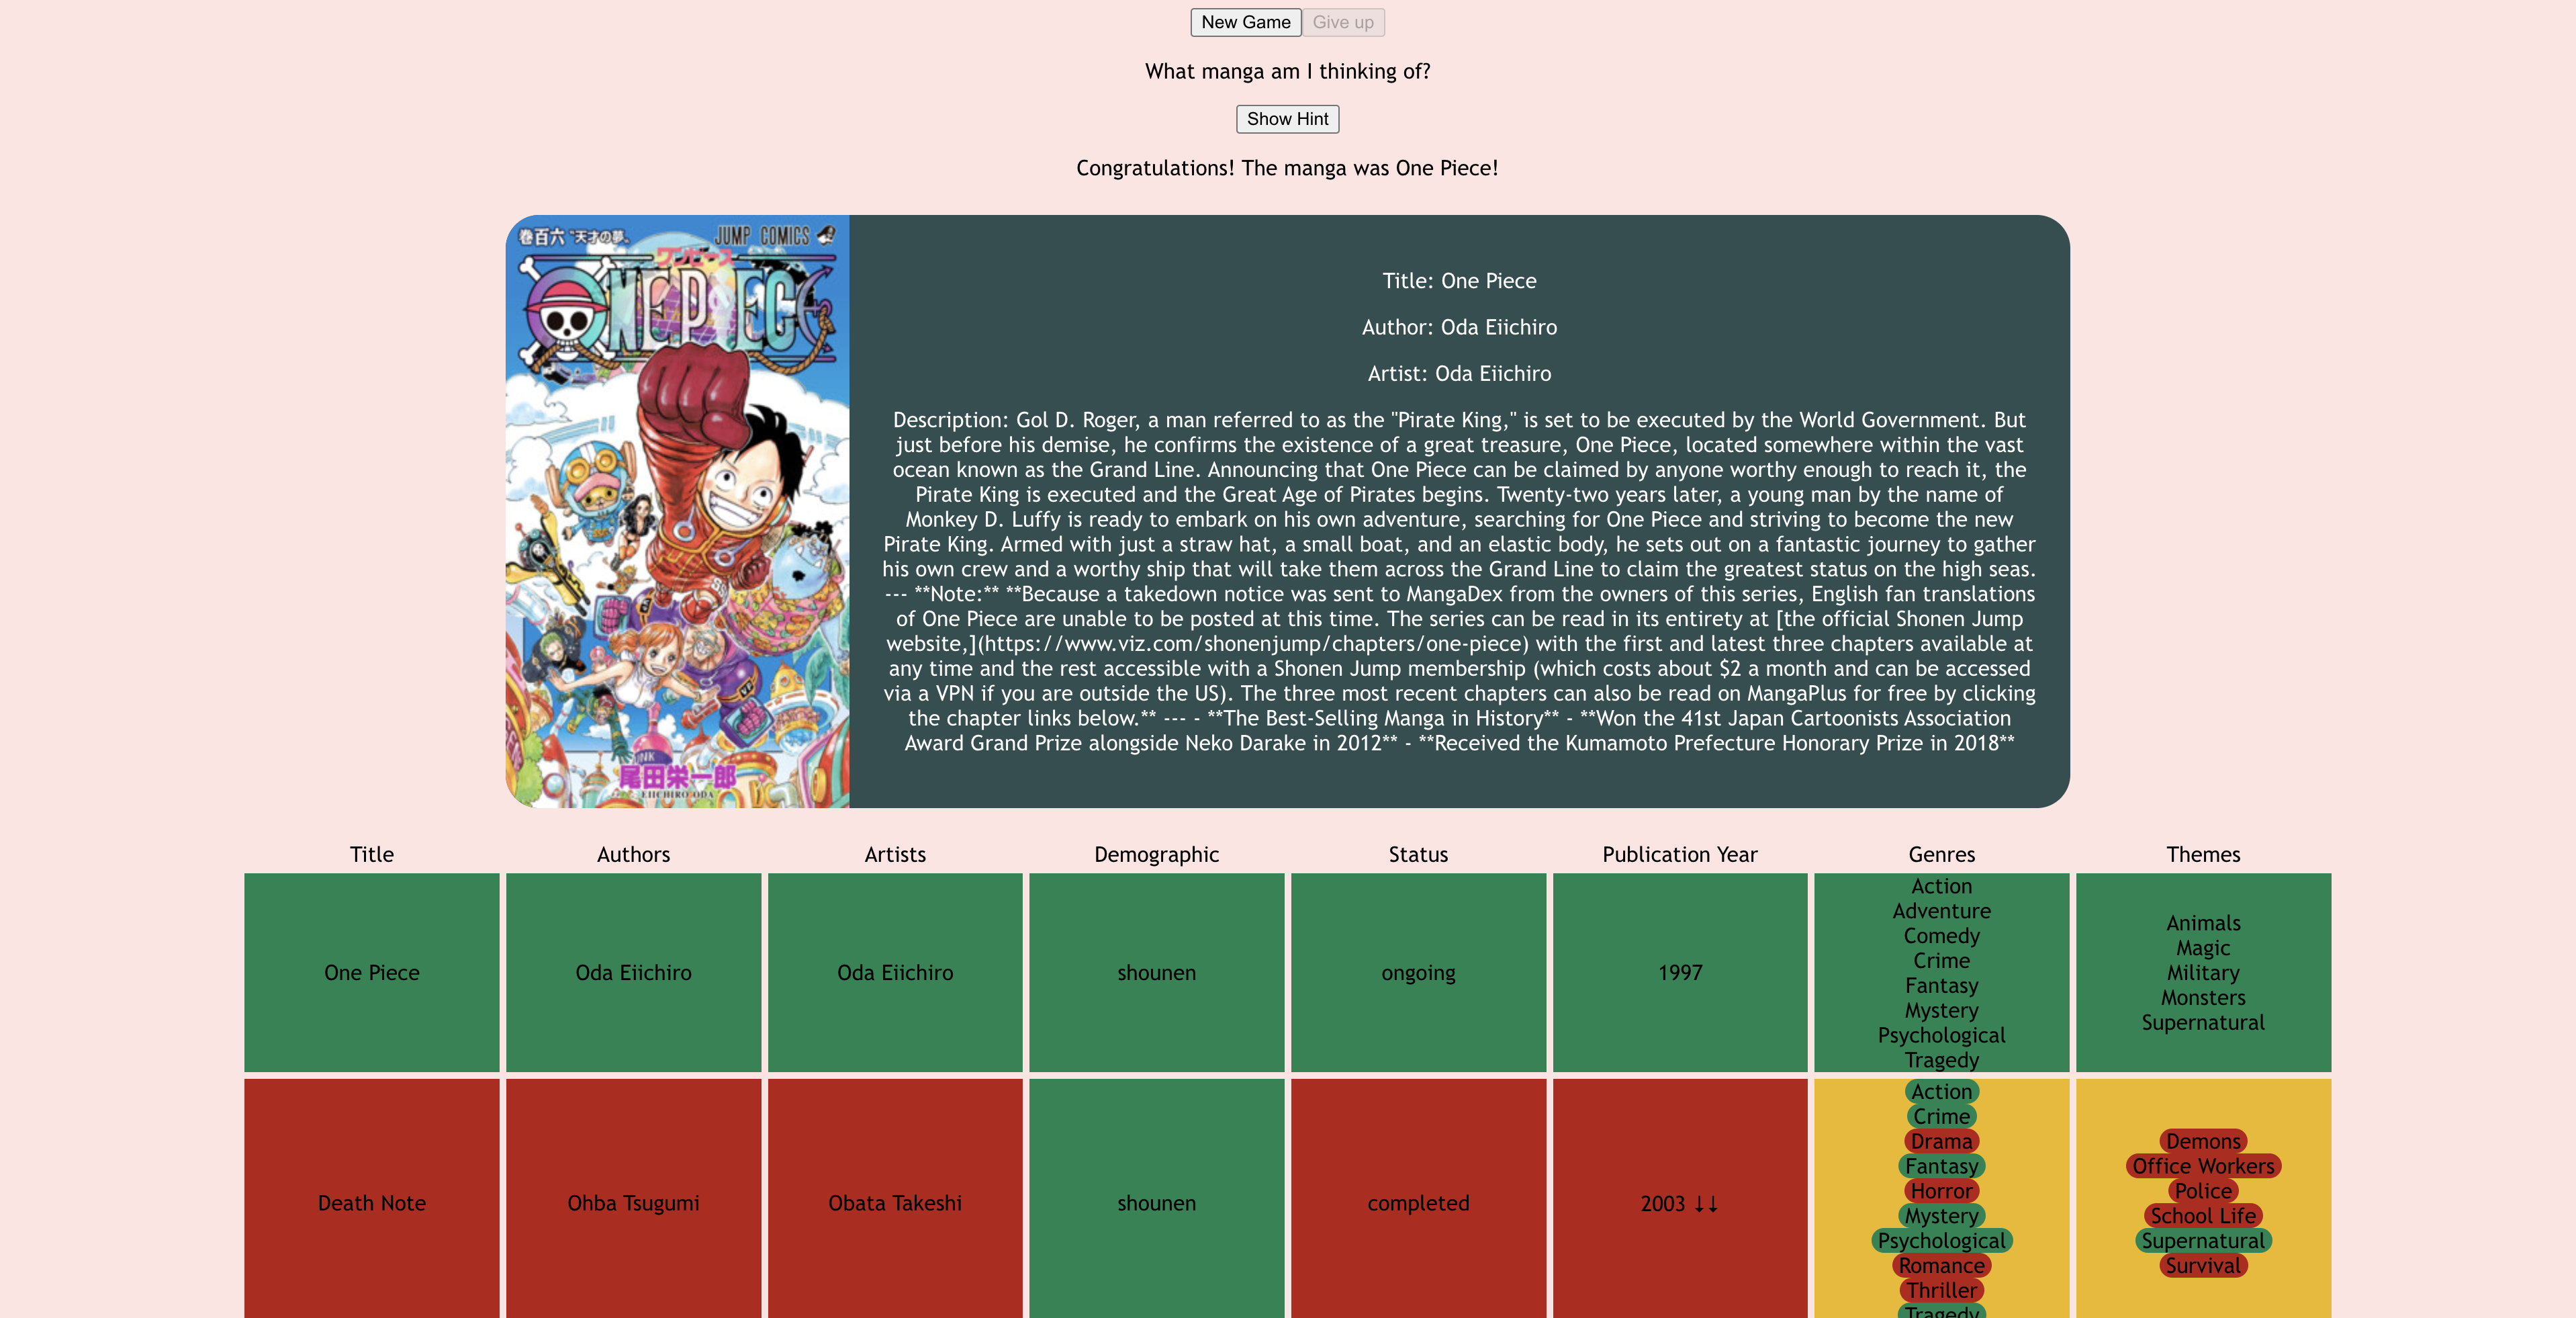 New Game Give up
What manga am I thinking of?
Show Hint
Congratulations! The manga was One Piece!
巻百六 "天才の夢" JUMP COMICS
ワンピース
ONE PIECE
尾田栄一郎
EIICHIRO ODA
Title: One Piece
Author: Oda Eiichiro
Artist: Oda Eiichiro
Description: Gol D. Roger, a man referred to as the "Pirate King," is set to be executed by the World Government. But
just before his demise, he confirms the existence of a great treasure, One Piece, located somewhere within the vast
ocean known as the Grand Line. Announcing that One Piece can be claimed by anyone worthy enough to reach it, the
Pirate King is executed and the Great Age of Pirates begins. Twenty-two years later, a young man by the name of
Monkey D. Luffy is ready to embark on his own adventure, searching for One Piece and striving to become the new
Pirate King. Armed with just a straw hat, a small boat, and an elastic body, he sets out on a fantastic journey to gather
his own crew and a worthy ship that will take them across the Grand Line to claim the greatest status on the high seas.
--- **Note:** **Because a takedown notice was sent to MangaDex from the owners of this series, English fan translations
of One Piece are unable to be posted at this time. The series can be read in its entirety at [the official Shonen Jump
website,](https://www.viz.com/shonenjump/chapters/one-piece) with the first and latest three chapters available at
any time and the rest accessible with a Shonen Jump membership (which costs about $2 a month and can be accessed
via a VPN if you are outside the US). The three most recent chapters can also be read on MangaPlus for free by clicking
the chapter links below.** --- - **The Best-Selling Manga in History** - **Won the 41st Japan Cartoonists Association
Award Grand Prize alongside Neko Darake in 2012** - **Received the Kumamoto Prefecture Honorary Prize in 2018**
Title Authors Artists Demographic Status Publication Year Genres Themes
One Piece Oda Eiichiro Oda Eiichiro shounen ongoing 1997
Action
Adventure
Comedy
Crime
Fantasy
Mystery
Psychological
Tragedy
Animals
Magic
Military
Monsters
Supernatural
Death Note Ohba Tsugumi Obata Takeshi shounen completed 2003 ↓↓
Action
Crime
Drama
Fantasy
Horror
Mystery
Psychological
Romance
Thriller
Tragedy
Demons
Office Workers
Police
School Life
Supernatural
Survival